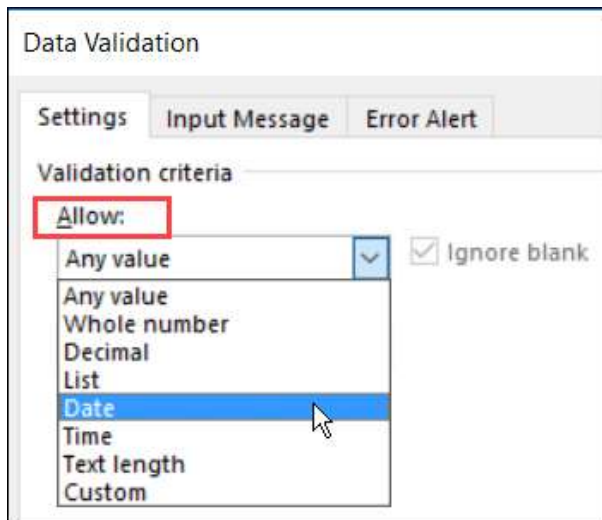 Data Validation
Settings Input Message Error Alert
Validation criteria
Allow:
Any value Ignore blank
Any value
Whole number
Decimal
List
Date
Time
Text length
Custom